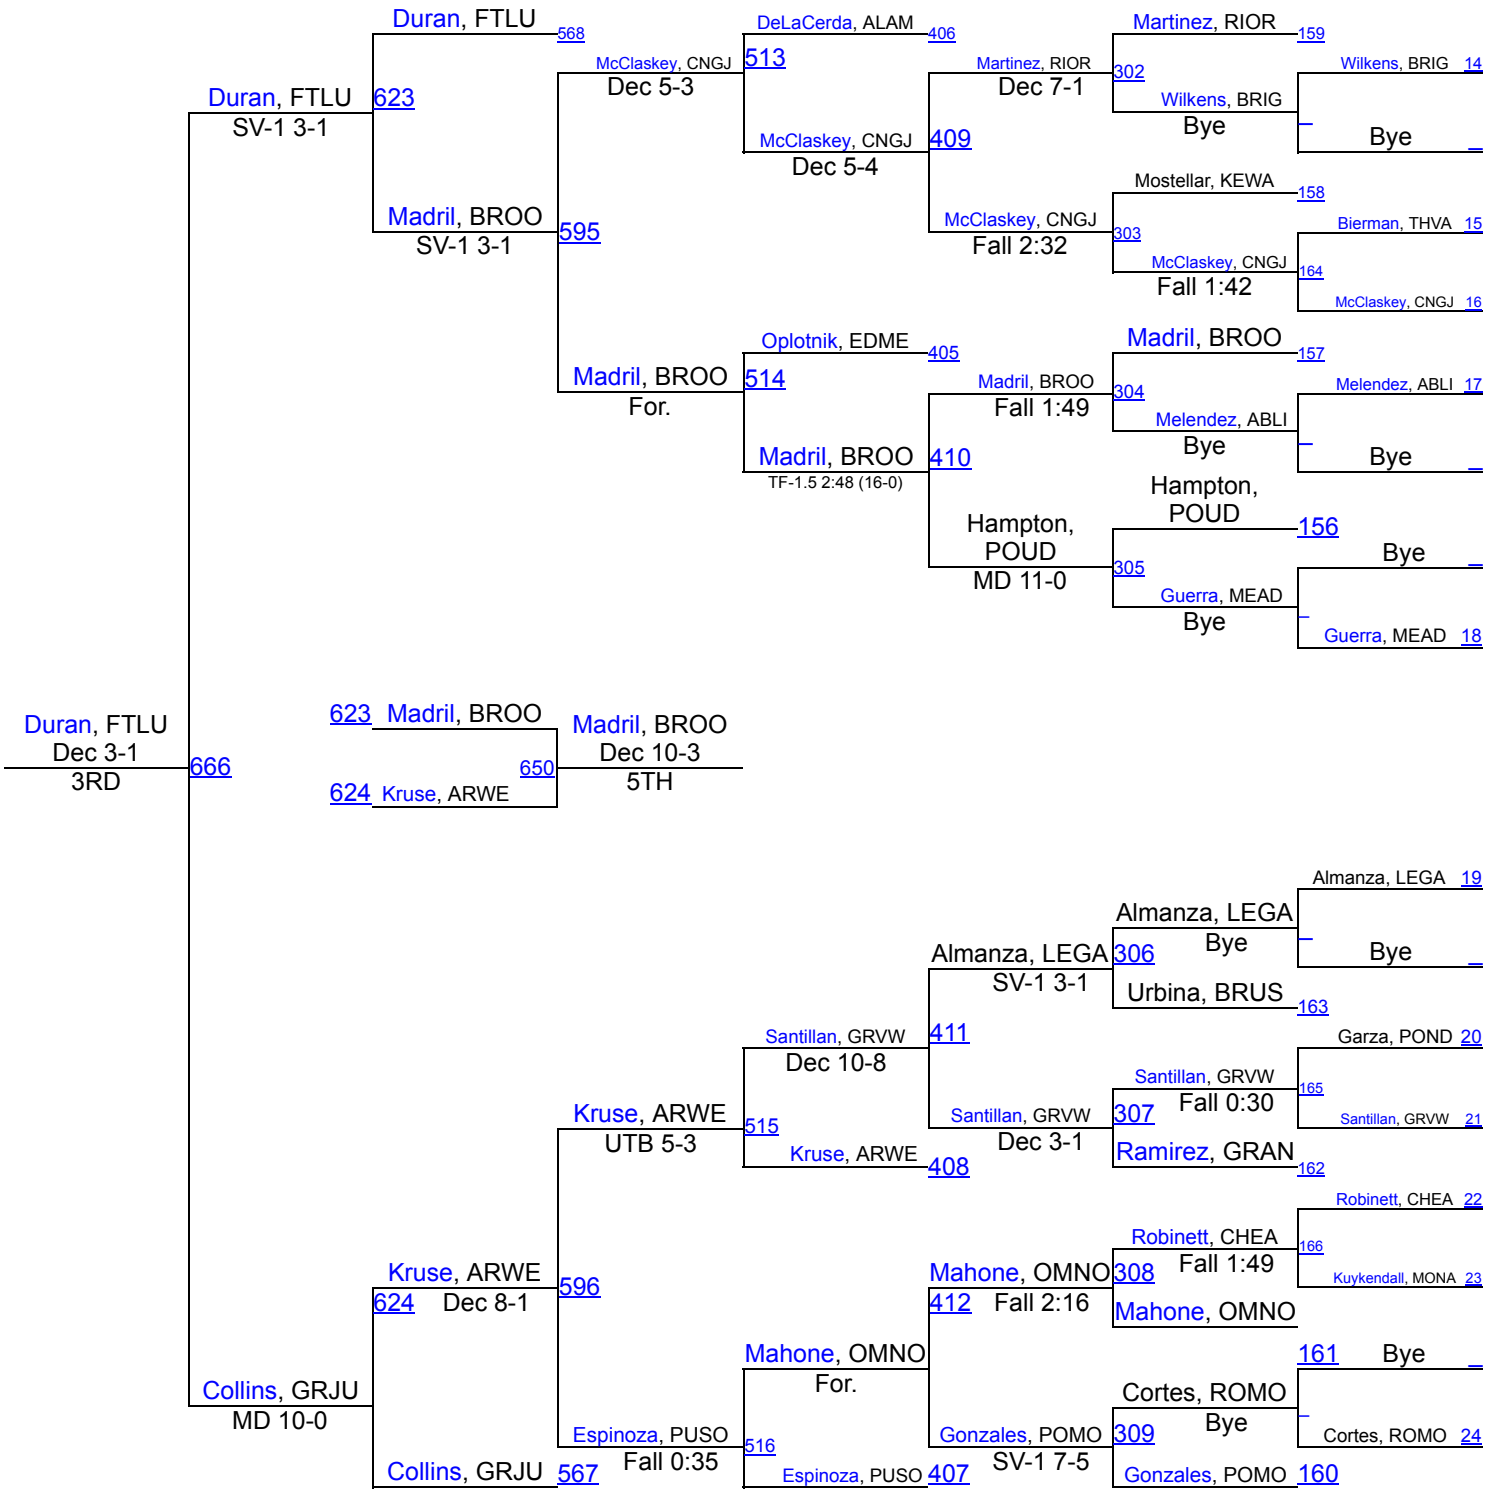 Duran, FTLU
568
DeLaCerda, ALAM
406
Martinez, RIOR
159
McClaskey, CNGJ
513
Dec 5-3
Martinez, RIOR
302
Dec 7-1
Wilkens, BRIG 14
Duran, FTLU
623
SV-1 3-1
Wilkens, BRIG
Bye
Bye
McClaskey, CNGJ
409
Dec 5-4
Mostellar, KEWA
158
Madril, BROO
595
SV-1 3-1
McClaskey, CNGJ
303
Fall 2:32
Bierman, THVA 15
McClaskey, CNGJ
164
Fall 1:42
McClaskey, CNGJ 16
Oplotnik, EDME
405
Madril, BROO
157
Madril, BROO
514
For.
Madril, BROO
304
Fall 1:49
Melendez, ABLI 17
Melendez, ABLI
Bye
Bye
Madril, BROO
410
TF-1.5 2:48 (16-0)
Hampton,
POUD
156
Hampton,
POUD
305
MD 11-0
Bye
Guerra, MEAD
Bye
Guerra, MEAD 18
Duran, FTLU
Dec 3-1
666
3RD
623 Madril, BROO
650
624 Kruse, ARWE
Madril, BROO
Dec 10-3
5TH
Almanza, LEGA 19
Almanza, LEGA
Bye
Bye
Almanza, LEGA
306
SV-1 3-1
Urbina, BRUS
163
Santillan, GRVW
411
Dec 10-8
Garza, POND 20
Santillan, GRVW
165
Fall 0:30
Santillan, GRVW 21
Kruse, ARWE
515
UTB 5-3
Santillan, GRVW
307
Dec 3-1
Kruse, ARWE
408
Ramirez, GRAN
162
Robinett, CHEA 22
Robinett, CHEA
166
Fall 1:49
Kuykendall, MONA 23
Kruse, ARWE
596
624 Dec 8-1
Mahone, OMNO
308
412 Fall 2:16
Mahone, OMNO
161
Bye
Mahone, OMNO
For.
Collins, GRJU
MD 10-0
Cortes, ROMO
Bye
Cortes, ROMO 24
Espinoza, PUSO
516
Fall 0:35
Gonzales, POMO
309
SV-1 7-5
Collins, GRJU
567
Espinoza, PUSO
407
Gonzales, POMO
160